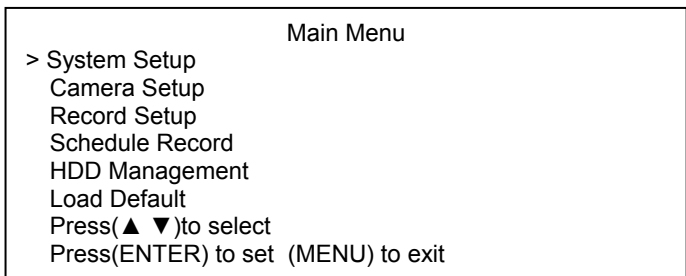 Main Menu
> System Setup
Camera Setup
Record Setup
Schedule Record
HDD Management
Load Default
Press(▲ ▼)to select
Press(ENTER) to set (MENU) to exit